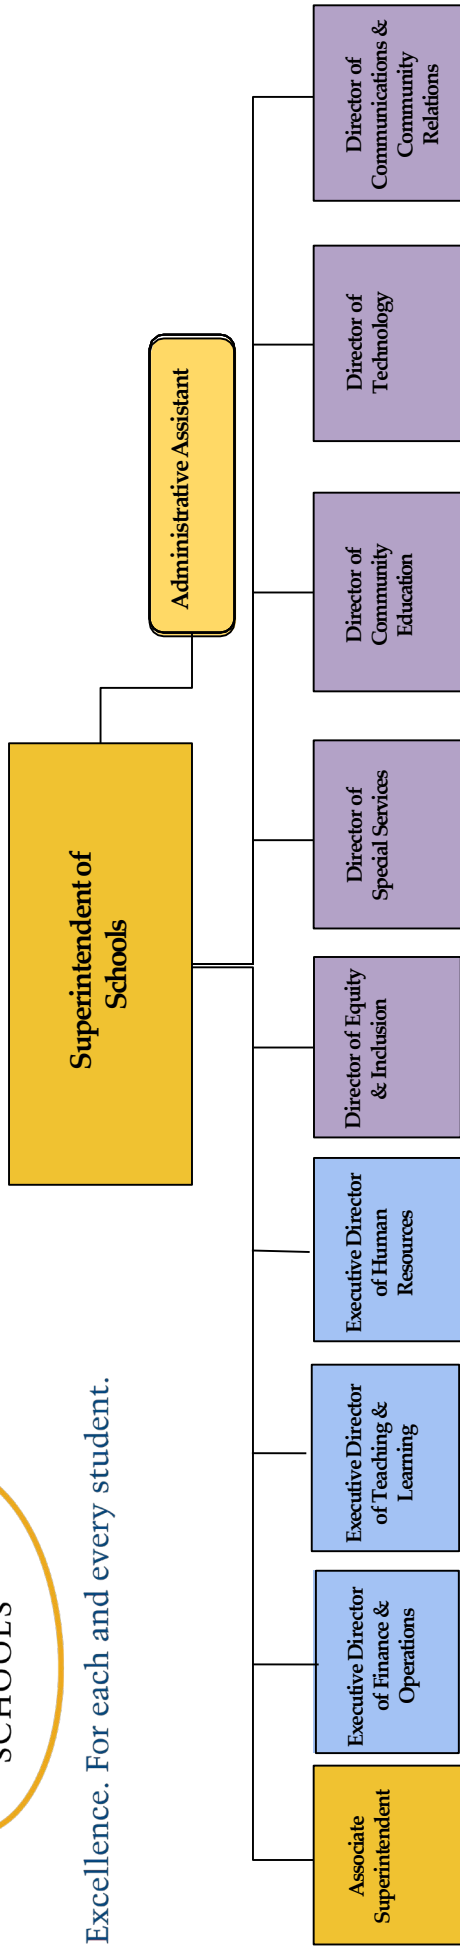 SCHOOLS
Excellence. For each and every student.
Superintendent of
Schools
Administrative Assistant
Associate
Superintendent
Executive Director
of Finance &
Operations
Executive Director
of Teaching &
Learning
Executive Director
of Human
Resources
Director of Equity
& Inclusion
Director of
Special Services
Director of
Community
Education
Director of
Technology
Director of
Communications &
Community
Relations